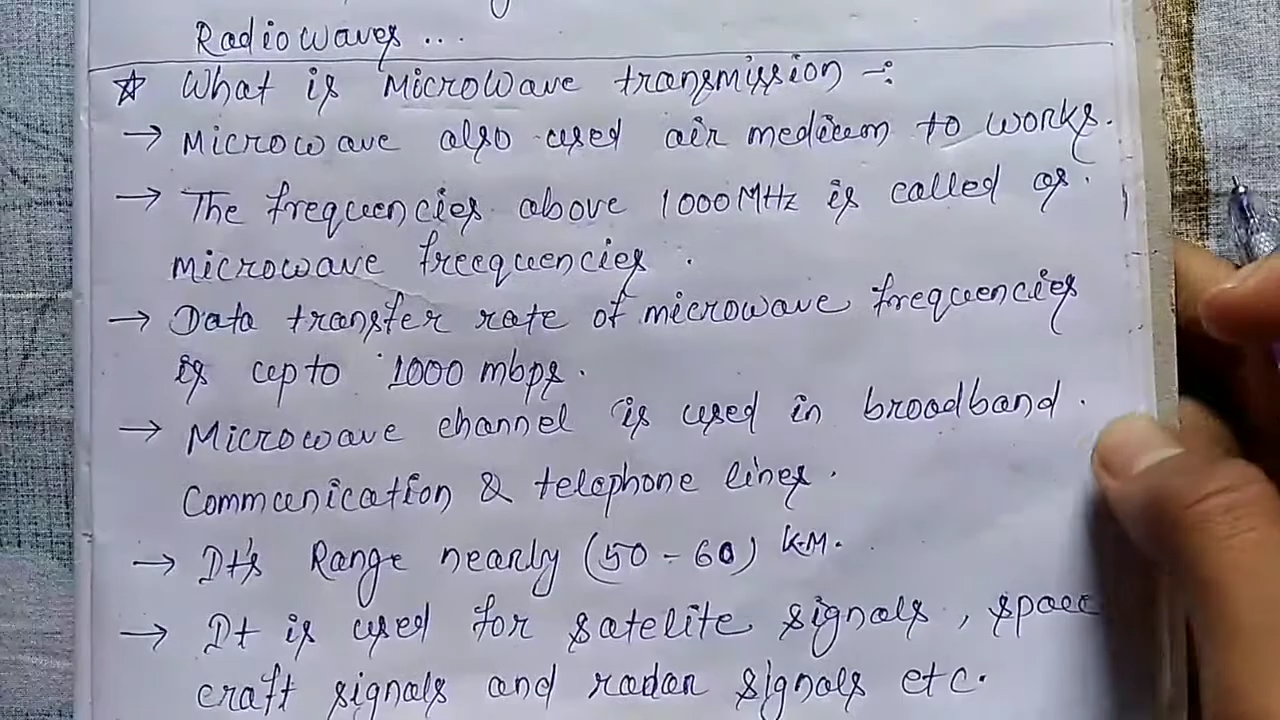 Radiowaves ...
☆ What is Microwave transmission -:
→ Microwave also used air medium to works.
→ The frequencies above 1000MHz is called as
microwave frequencies.
→ Data transfer rate of microwave frequencies
is upto 1000 mbps.
→ Microwave channel is used in broadband
Communication & telephone lines.
→ It's Range nearly (50-60) KM.
→ It is used for satelite signals, space
craft signals and radar signals etc.